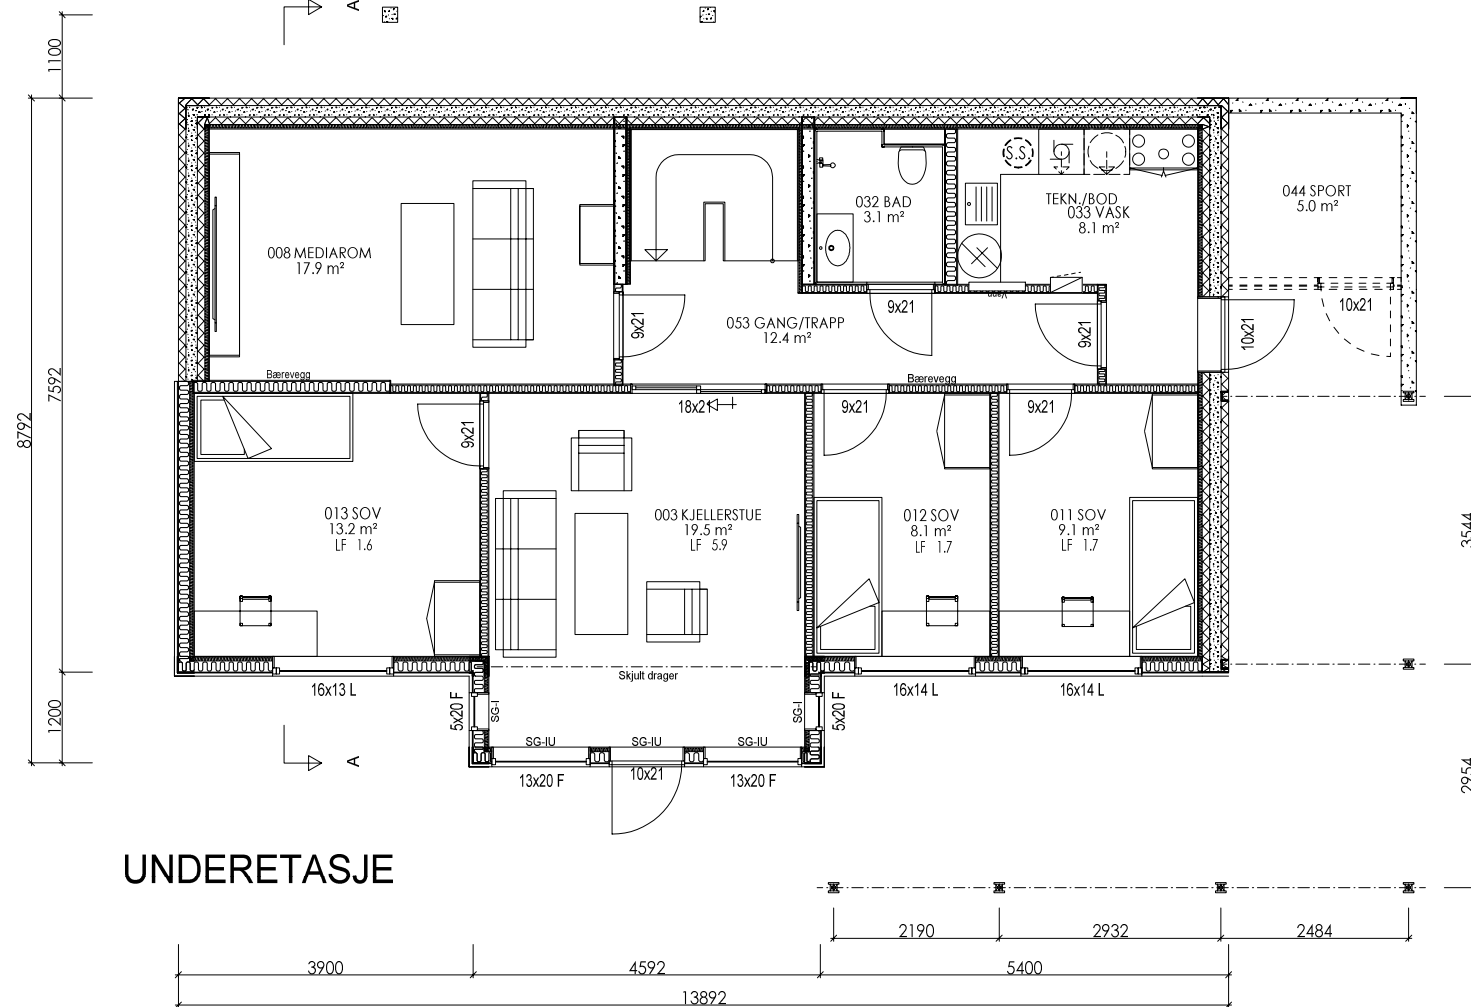 A
1100
8792
7592
1200
008 MEDIAROM
17.9 m²
Bærevegg
9x21
053 GANG/TRAPP
12.4 m²
032 BAD
3.1 m²
9x21
S.S.
TEKN./BOD
033 VASK
8.1 m²
Vann
9x21
10x21
044 SPORT
5.0 m²
10x21
Bærevegg
18x21
9x21
9x21
9x21
013 SOV
13.2 m²
LF 1.6
003 KJELLERSTUE
19.5 m²
LF 5.9
012 SOV
8.1 m²
LF 1.7
011 SOV
9.1 m²
LF 1.7
3544
Skjult drager
16x13 L
5x20 F
SG-I
SG-I
5x20 F
16x14 L
16x14 L
SG-IU
SG-IU
SG-IU
13x20 F
10x21
13x20 F
A
2954
UNDERETASJE
2190
2932
2484
3900
4592
5400
13892